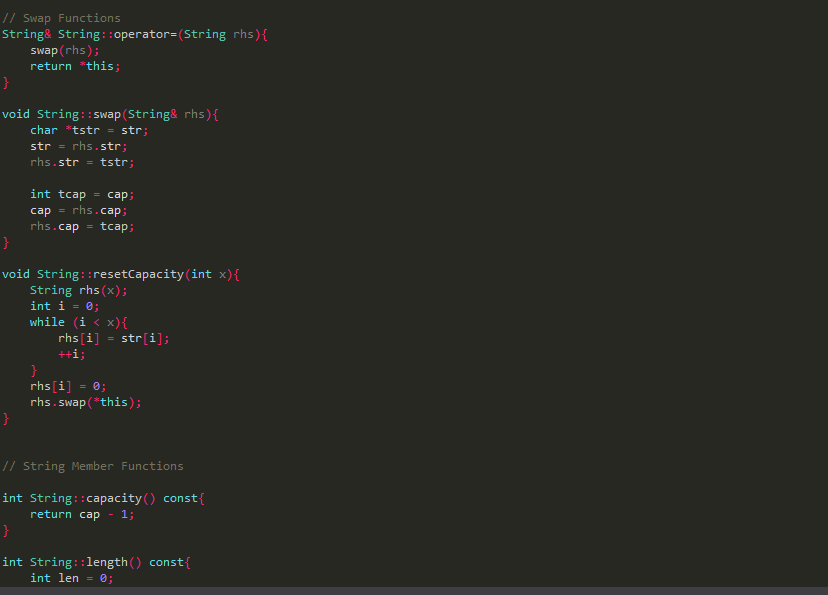 // Swap Functions
String& String::operator=(String rhs){
    swap(rhs);
    return *this;
}

void String::swap(String& rhs){
    char *tstr = str;
    str = rhs.str;
    rhs.str = tstr;

    int tcap = cap;
    cap = rhs.cap;
    rhs.cap = tcap;
}

void String::resetCapacity(int x){
    String rhs(x);
    int i = 0;
    while (i < x){
        rhs[i] = str[i];
        ++i;
    }
    rhs[i] = 0;
    rhs.swap(*this);
}


// String Member Functions

int String::capacity() const{
    return cap - 1;
}

int String::length() const{
    int len = 0;